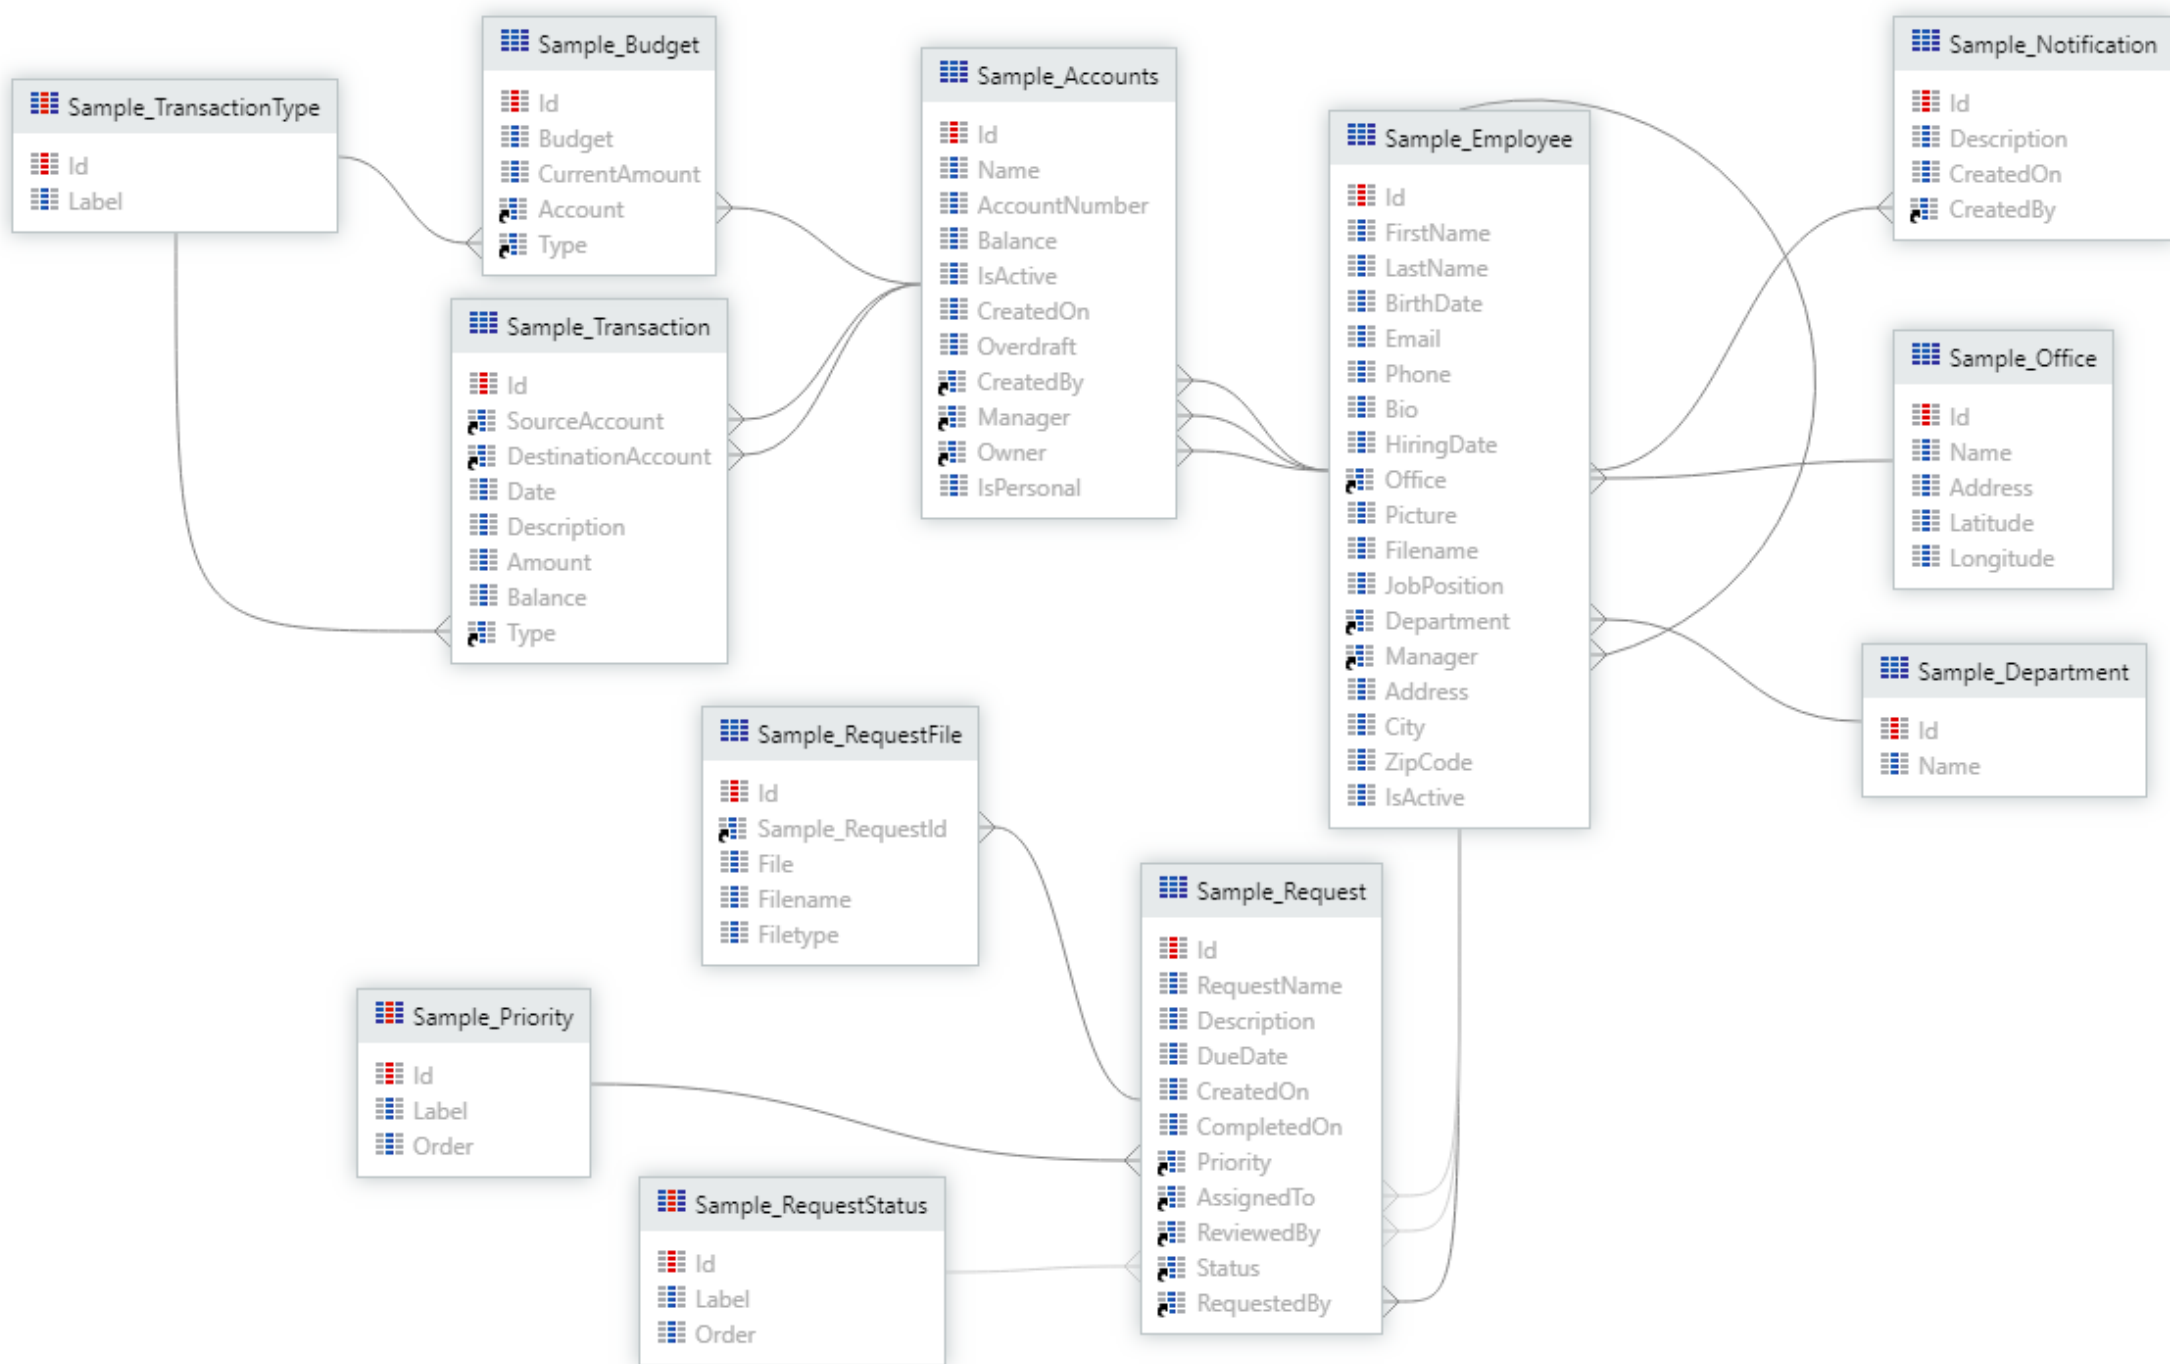 Sample_TransactionType
Id
Label
Sample_Budget
Id
Budget
CurrentAmount
Account
Type
Sample_Transaction
Id
SourceAccount
DestinationAccount
Date
Description
Amount
Balance
Type
Sample_Accounts
Id
Name
AccountNumber
Balance
IsActive
CreatedOn
Overdraft
CreatedBy
Manager
Owner
IsPersonal
Sample_Employee
Id
FirstName
LastName
BirthDate
Email
Phone
Bio
HiringDate
Office
Picture
Filename
JobPosition
Department
Manager
Address
City
ZipCode
IsActive
Sample_Notification
Id
Description
CreatedOn
CreatedBy
Sample_Office
Id
Name
Address
Latitude
Longitude
Sample_Department
Id
Name
Sample_RequestFile
Id
Sample_RequestId
File
Filename
Filetype
Sample_Priority
Id
Label
Order
Sample_RequestStatus
Id
Label
Order
Sample_Request
Id
RequestName
Description
DueDate
CreatedOn
CompletedOn
Priority
AssignedTo
ReviewedBy
Status
RequestedBy